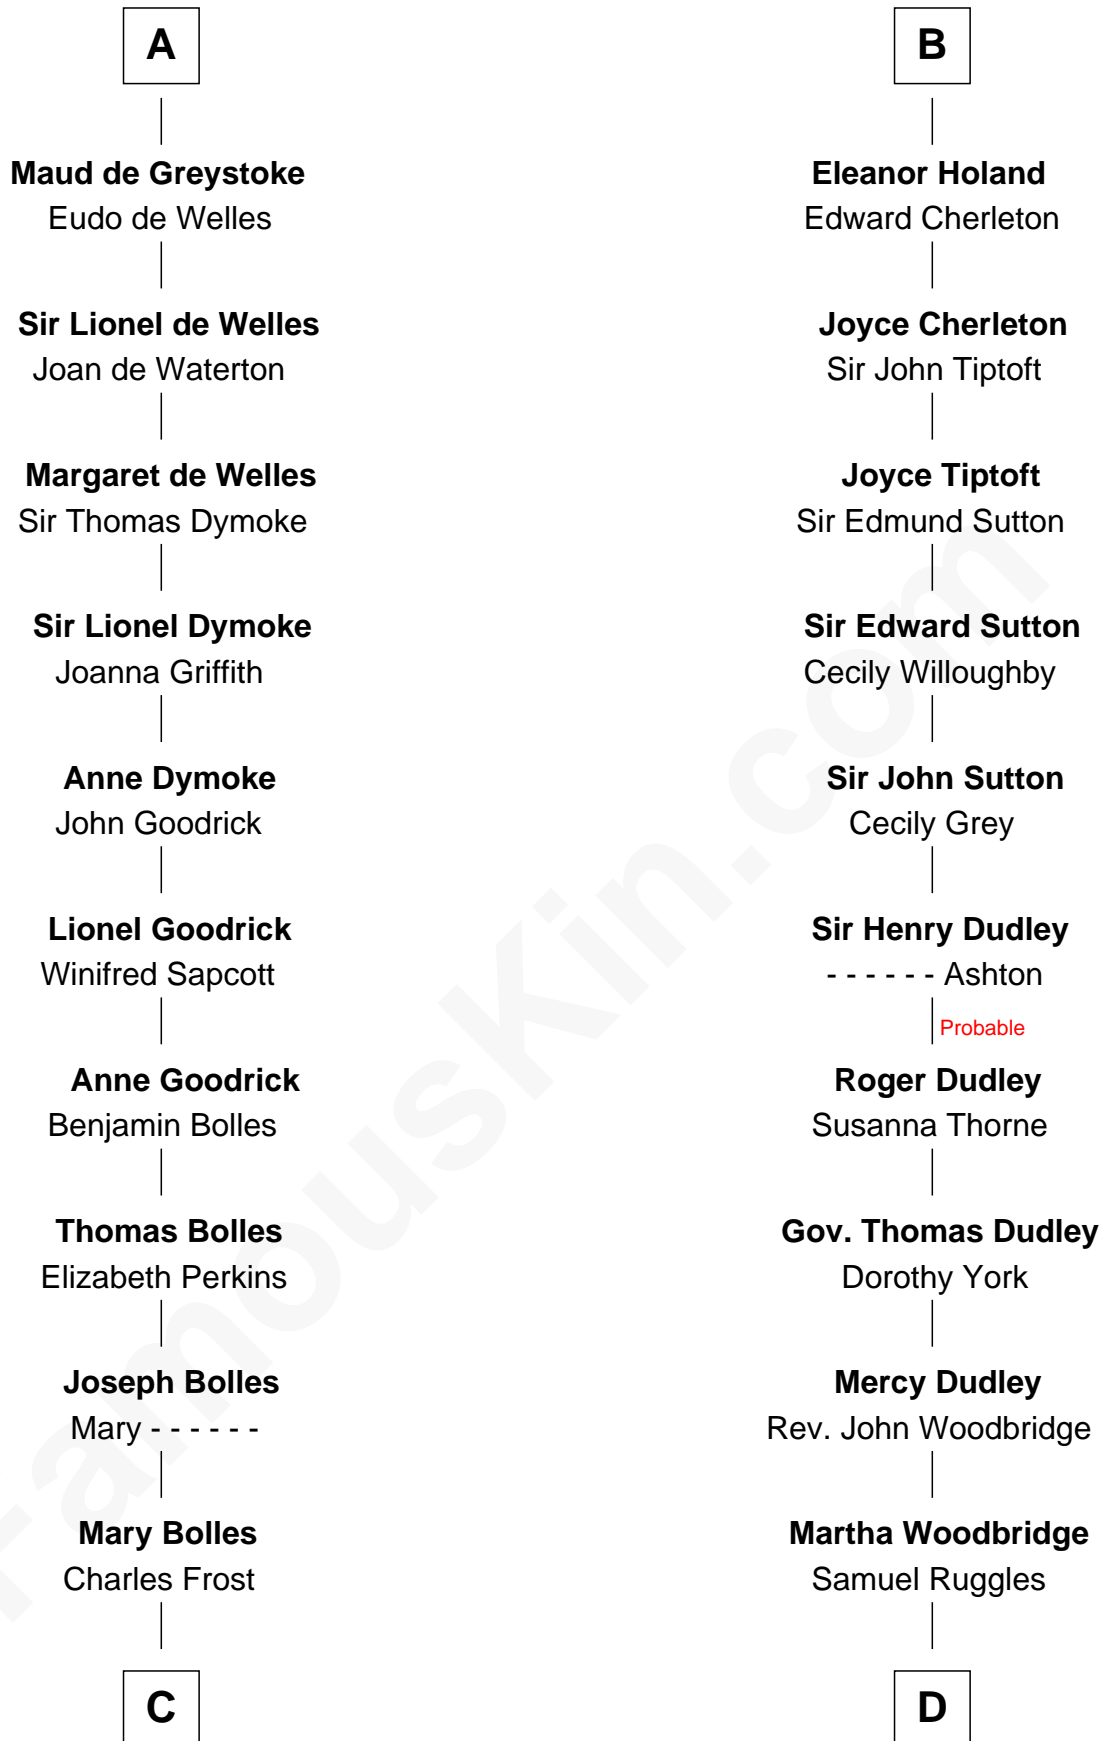 A
Maud de Greystoke
Eudo de Welles
Sir Lionel de Welles
Joan de Waterton
Margaret de Welles
Sir Thomas Dymoke
Sir Lionel Dymoke
Joanna Griffith
Anne Dymoke
John Goodrick
Lionel Goodrick
Winifred Sapcott
Anne Goodrick
Benjamin Bolles
Thomas Bolles
Elizabeth Perkins
Joseph Bolles
Mary - - - - - -
Mary Bolles
Charles Frost
C
B
Eleanor Holand
Edward Cherleton
Joyce Cherleton
Sir John Tiptoft
Joyce Tiptoft
Sir Edmund Sutton
Sir Edward Sutton
Cecily Willoughby
Sir John Sutton
Cecily Grey
Sir Henry Dudley
- - - - - - Ashton
Probable
Roger Dudley
Susanna Thorne
Gov. Thomas Dudley
Dorothy York
Mercy Dudley
Rev. John Woodbridge
Martha Woodbridge
Samuel Ruggles
D
FamousKin.com